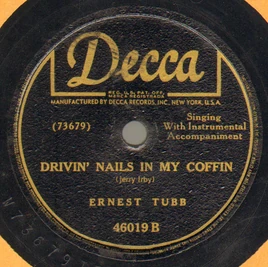 Decca
REG. U.S. PAT. OFF.
MARCA REGISTRADA
MANUFACTURED BY DECCA RECORDS, INC., NEW YORK, U.S.A.
(73679)
Singing
With Instrumental
Accompaniment
DRIVIN' NAILS IN MY COFFIN
(Jerry Irby)
ERNEST TUBB
46019 B